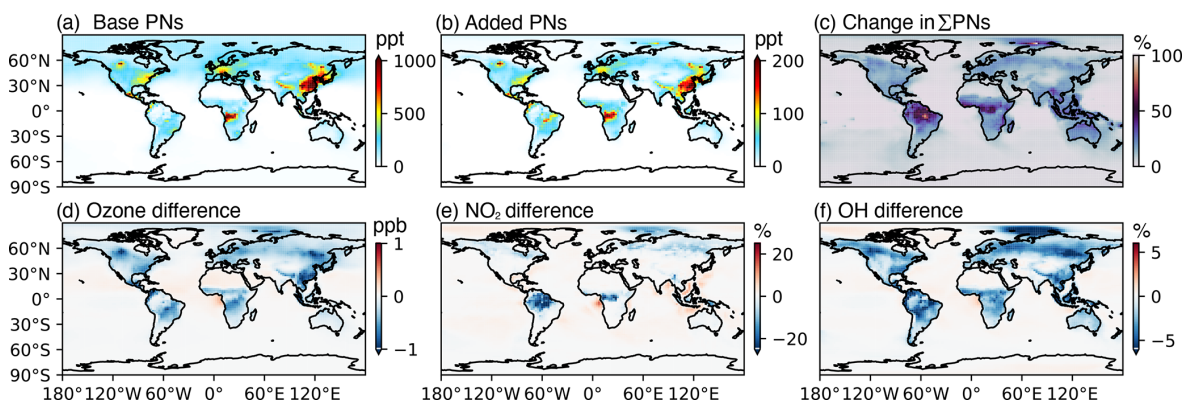 (a) Base PNs
(b) Added PNs
(c) Change in ∑PNs
ppt
ppt
%
60°N
30°N
0°
30°S
60°S
90°S
1000
500
0
200
100
0
100
50
0
(d) Ozone difference
(e) NO₂ difference
(f) OH difference
ppb
%
%
60°N
30°N
0°
30°S
60°S
90°S
1
0
−1
20
0
−20
5
0
−5
180°120°W 60°W 0° 60°E 120°E
180°120°W 60°W 0° 60°E 120°E
180°120°W 60°W 0° 60°E 120°E